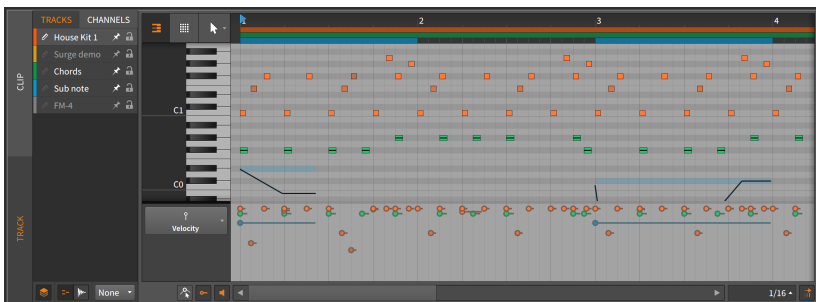 TRACKS CHANNELS
House Kit 1
Surge demo
Chords
Sub note
FM-4
CLIP
TRACK
1 2 3 4
C1
C0
Velocity
None
1/16